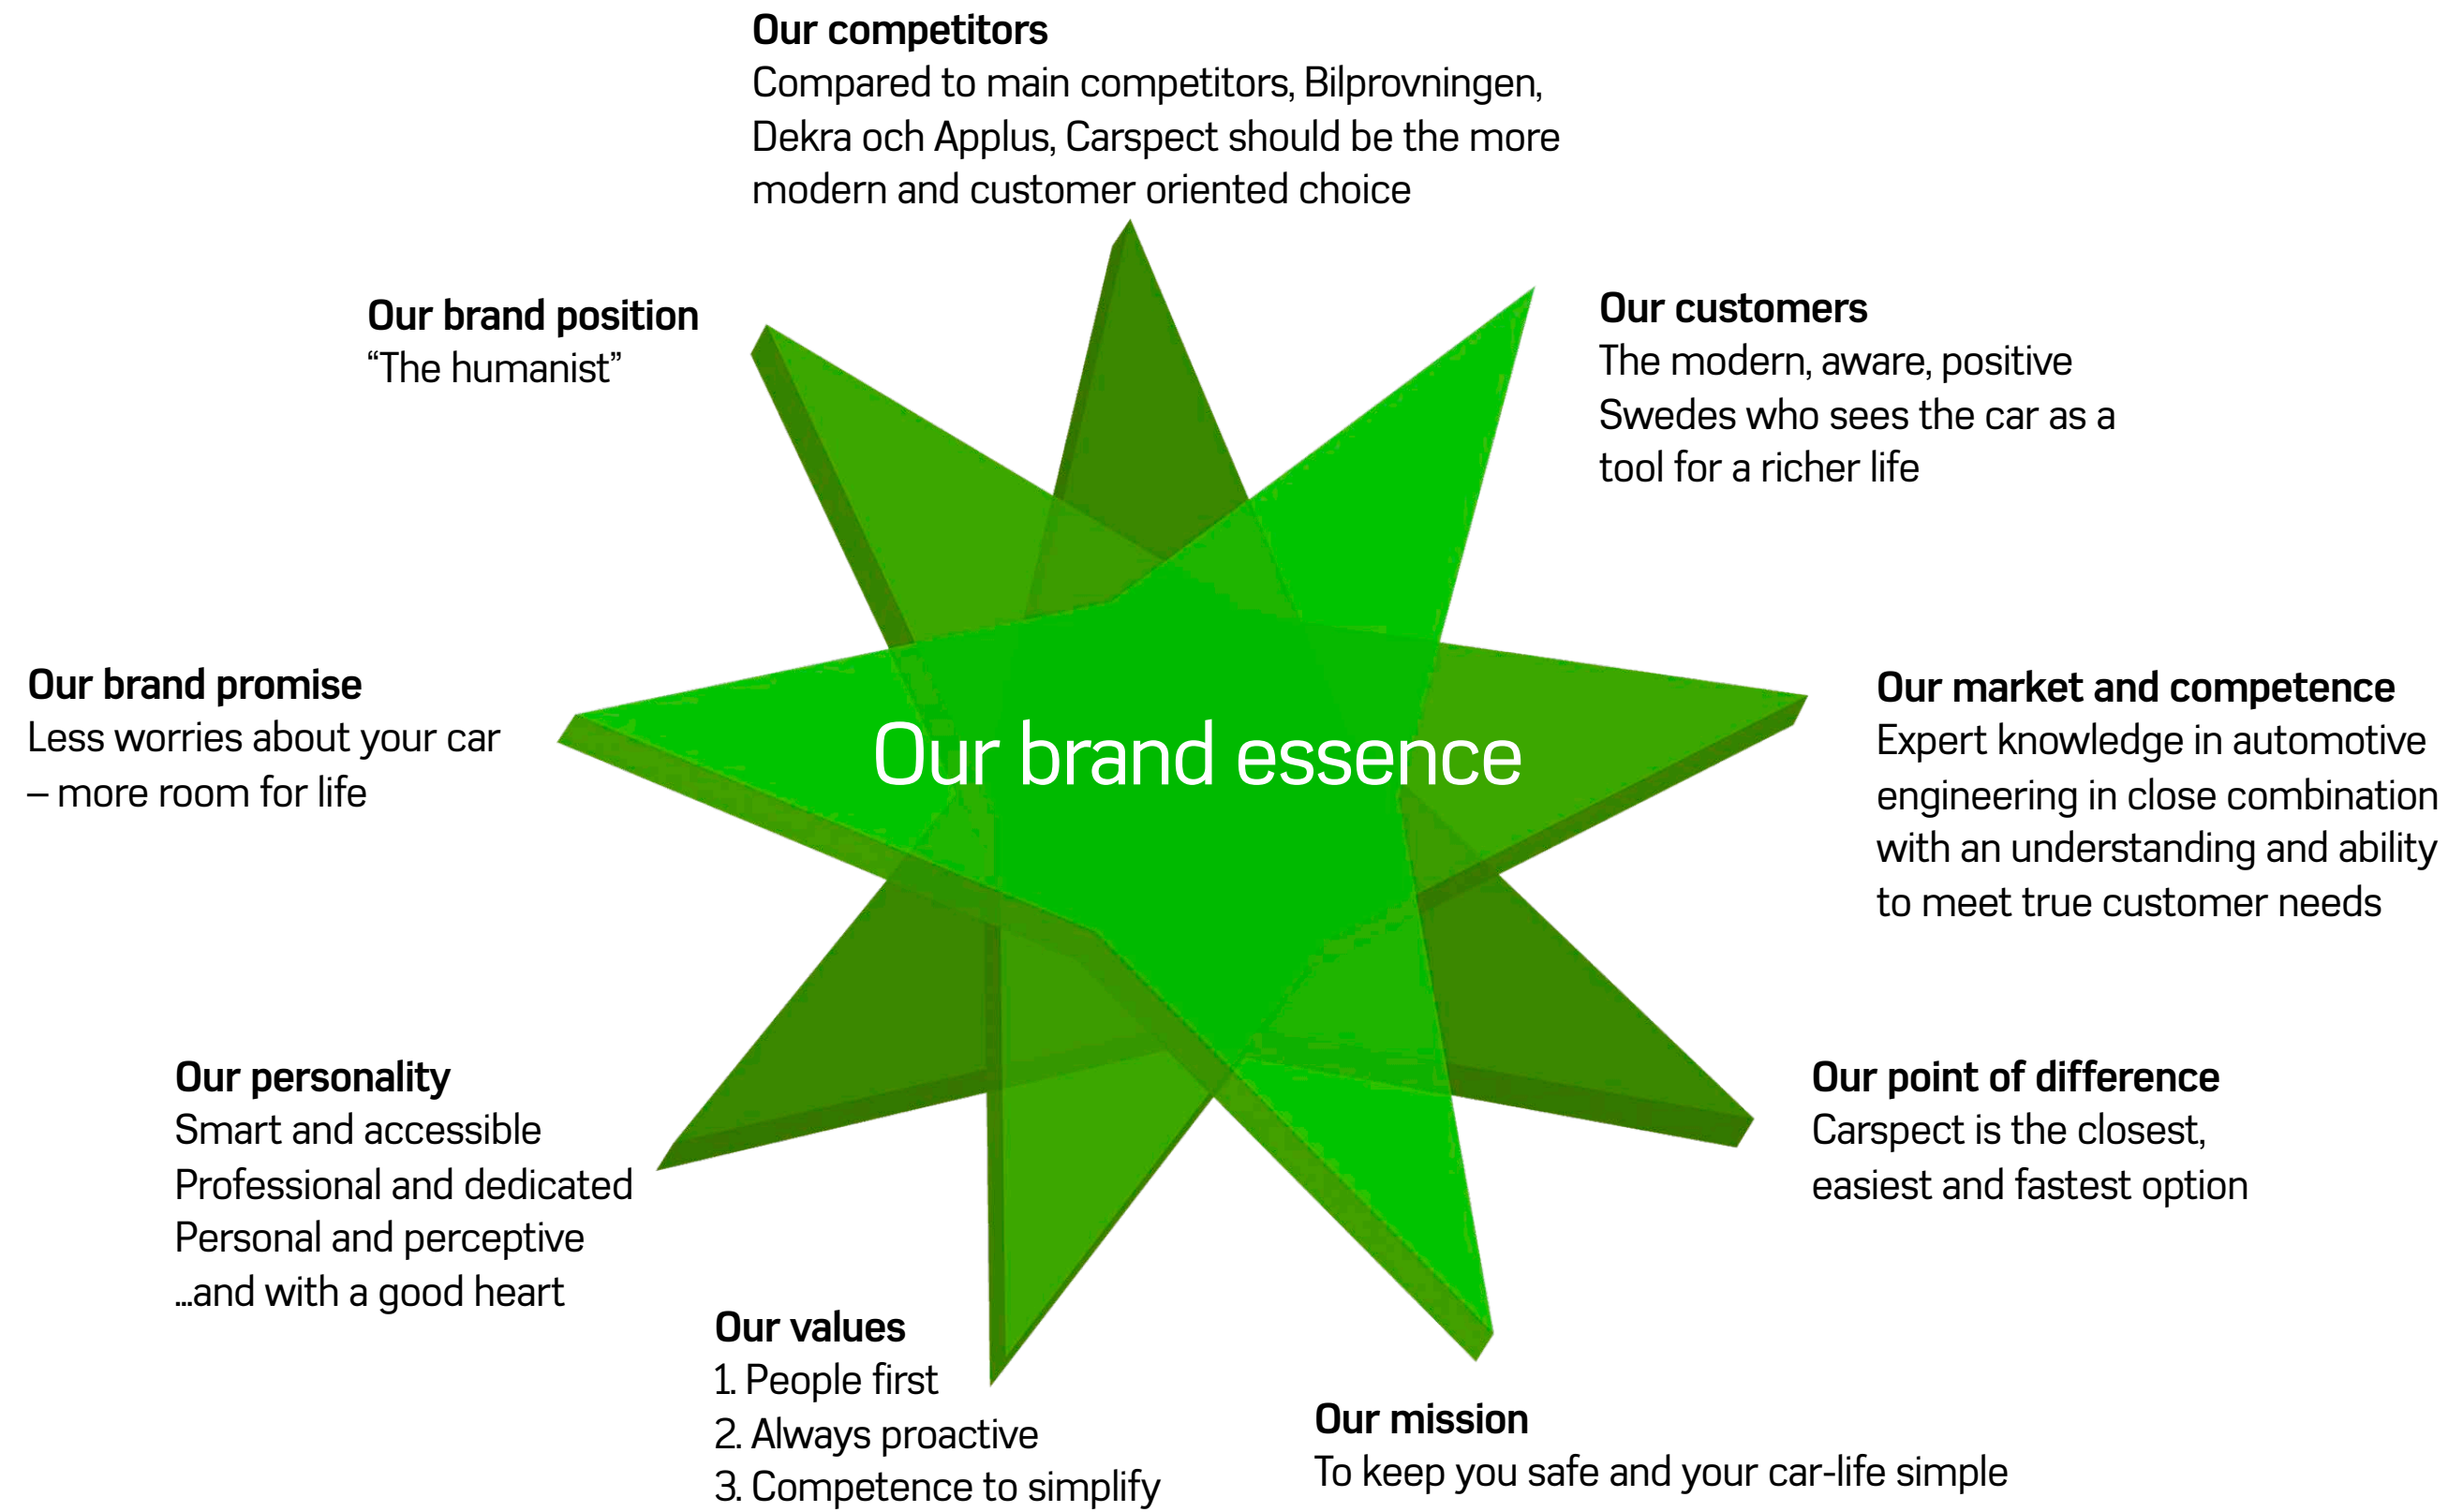 Our competitors
Compared to main competitors, Bilprovningen,
Dekra och Applus, Carspect should be the more
modern and customer oriented choice
Our brand position
“The humanist”
Our customers
The modern, aware, positive
Swedes who sees the car as a
tool for a richer life
Our brand promise
Less worries about your car
– more room for life
Our brand essence
Our market and competence
Expert knowledge in automotive
engineering in close combination
with an understanding and ability
to meet true customer needs
Our personality
Smart and accessible
Professional and dedicated
Personal and perceptive
...and with a good heart
Our point of difference
Carspect is the closest,
easiest and fastest option
Our values
1. People first
2. Always proactive
3. Competence to simplify
Our mission
To keep you safe and your car-life simple